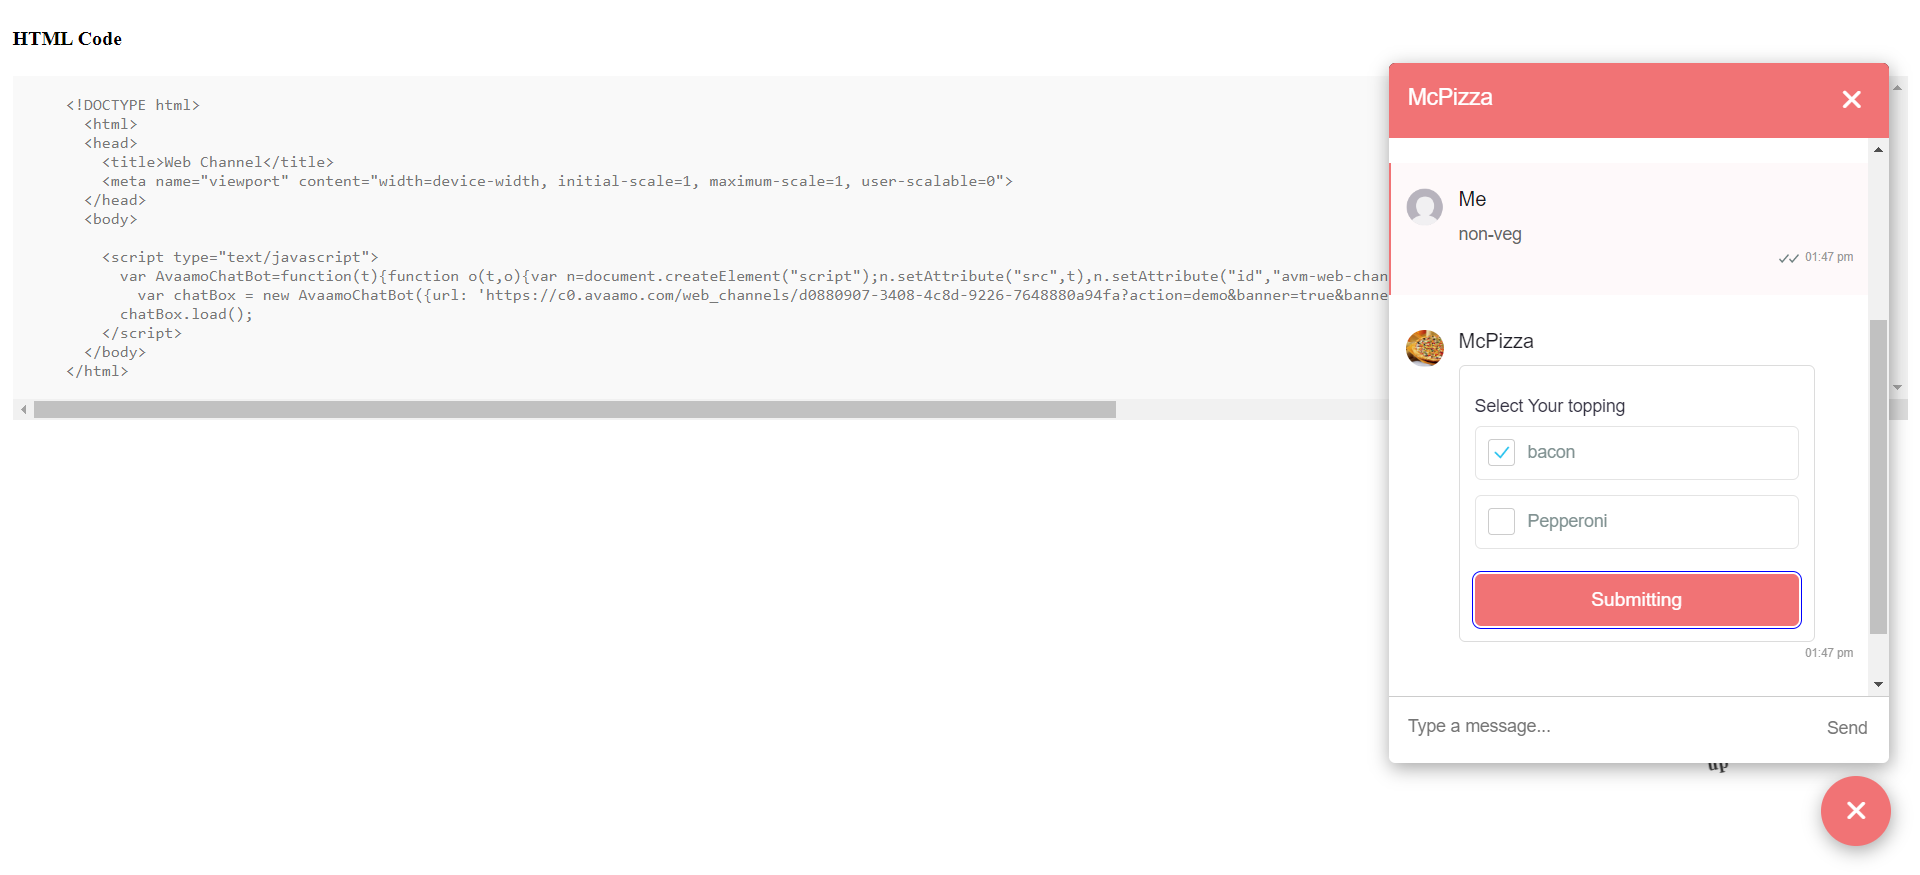 HTML Code
<!DOCTYPE html>
<html>
<head>
<title>Web Channel</title>
<meta name="viewport" content="width=device-width, initial-scale=1, maximum-scale=1, user-scalable=0">
</head>
<body>
<script type="text/javascript">
var AvaamoChatBot=function(t){function o(t,o){var n=document.createElement("script");n.setAttribute("src",t),n.setAttribute("id","avm-web-chan
var chatBox = new AvaamoChatBot({url: 'https://c0.avaamo.com/web_channels/d0880907-3408-4c8d-9226-7648880a94fa?action=demo&banner=true&banne
chatBox.load();
</script>
</body>
</html>
McPizza
Me
non-veg
01:47 pm
McPizza
Select Your topping
bacon
Pepperoni
Submitting
01:47 pm
Type a message...
Send
up